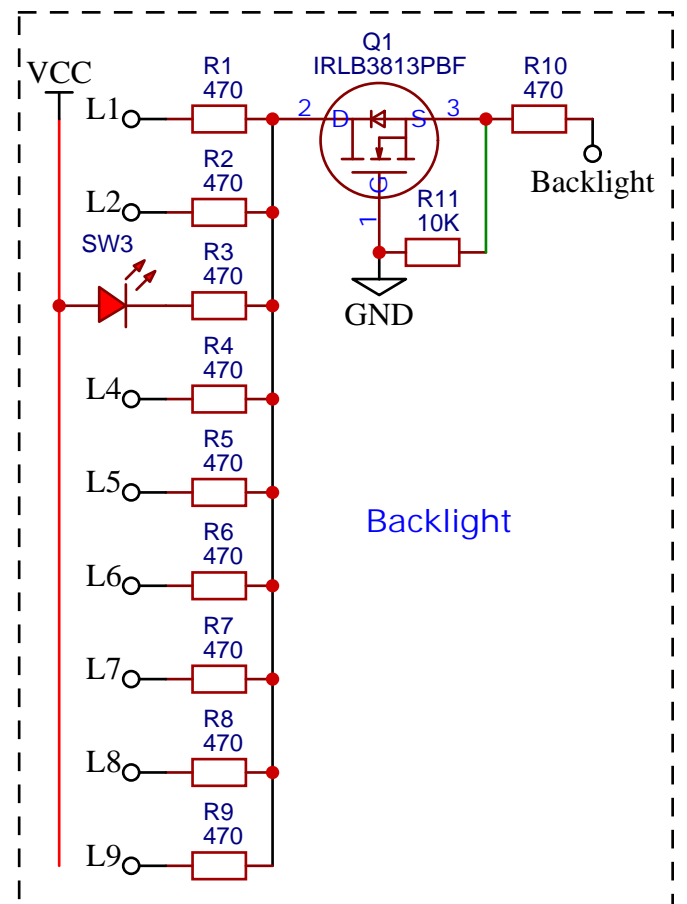 VCC
L1
R1
470
2
Q1
IRLB3813PBF
D
S
G
3
1
R10
470
Backlight
R11
10K
GND
L2
R2
470
SW3
R3
470
L4
R4
470
L5
R5
470
Backlight
L6
R6
470
L7
R7
470
L8
R8
470
L9
R9
470